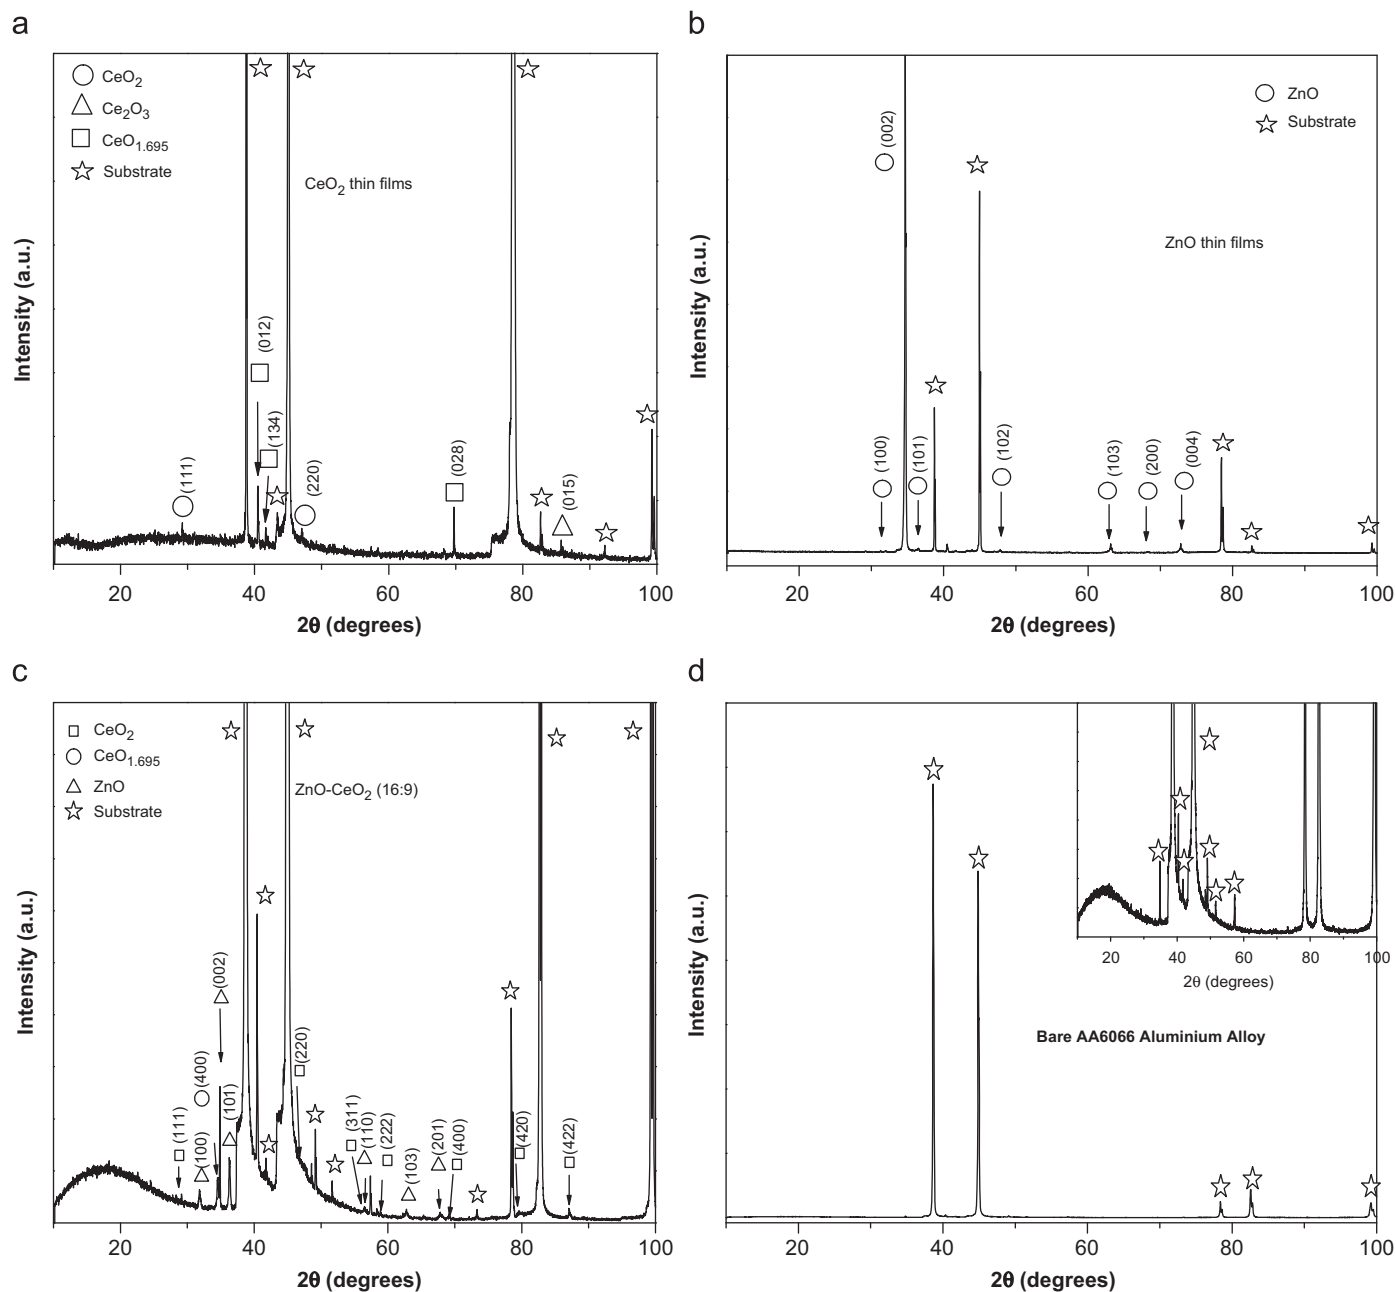 a
CeO2
Ce2O3
CeO1.695
Substrate
CeO2 thin films
(111)
(012)
(134)
(220)
(028)
(015)
Intensity (a.u.)
20 40 60 80 100
2θ (degrees)
b
ZnO
Substrate
ZnO thin films
(002)
(100)
(101)
(102)
(103)
(200)
(004)
Intensity (a.u.)
20 40 60 80 100
2θ (degrees)
c
CeO2
CeO1.695
ZnO
Substrate
ZnO-CeO2 (16:9)
(111)
(100)
(400)
(002)
(101)
(220)
(311)
(110)
(222)
(103)
(201)
(400)
(420)
(422)
Intensity (a.u.)
20 40 60 80 100
2θ (degrees)
d
20 40 60 80 100
2θ (degrees)
Bare AA6066 Aluminium Alloy
Intensity (a.u.)
20 40 60 80 100
2θ (degrees)